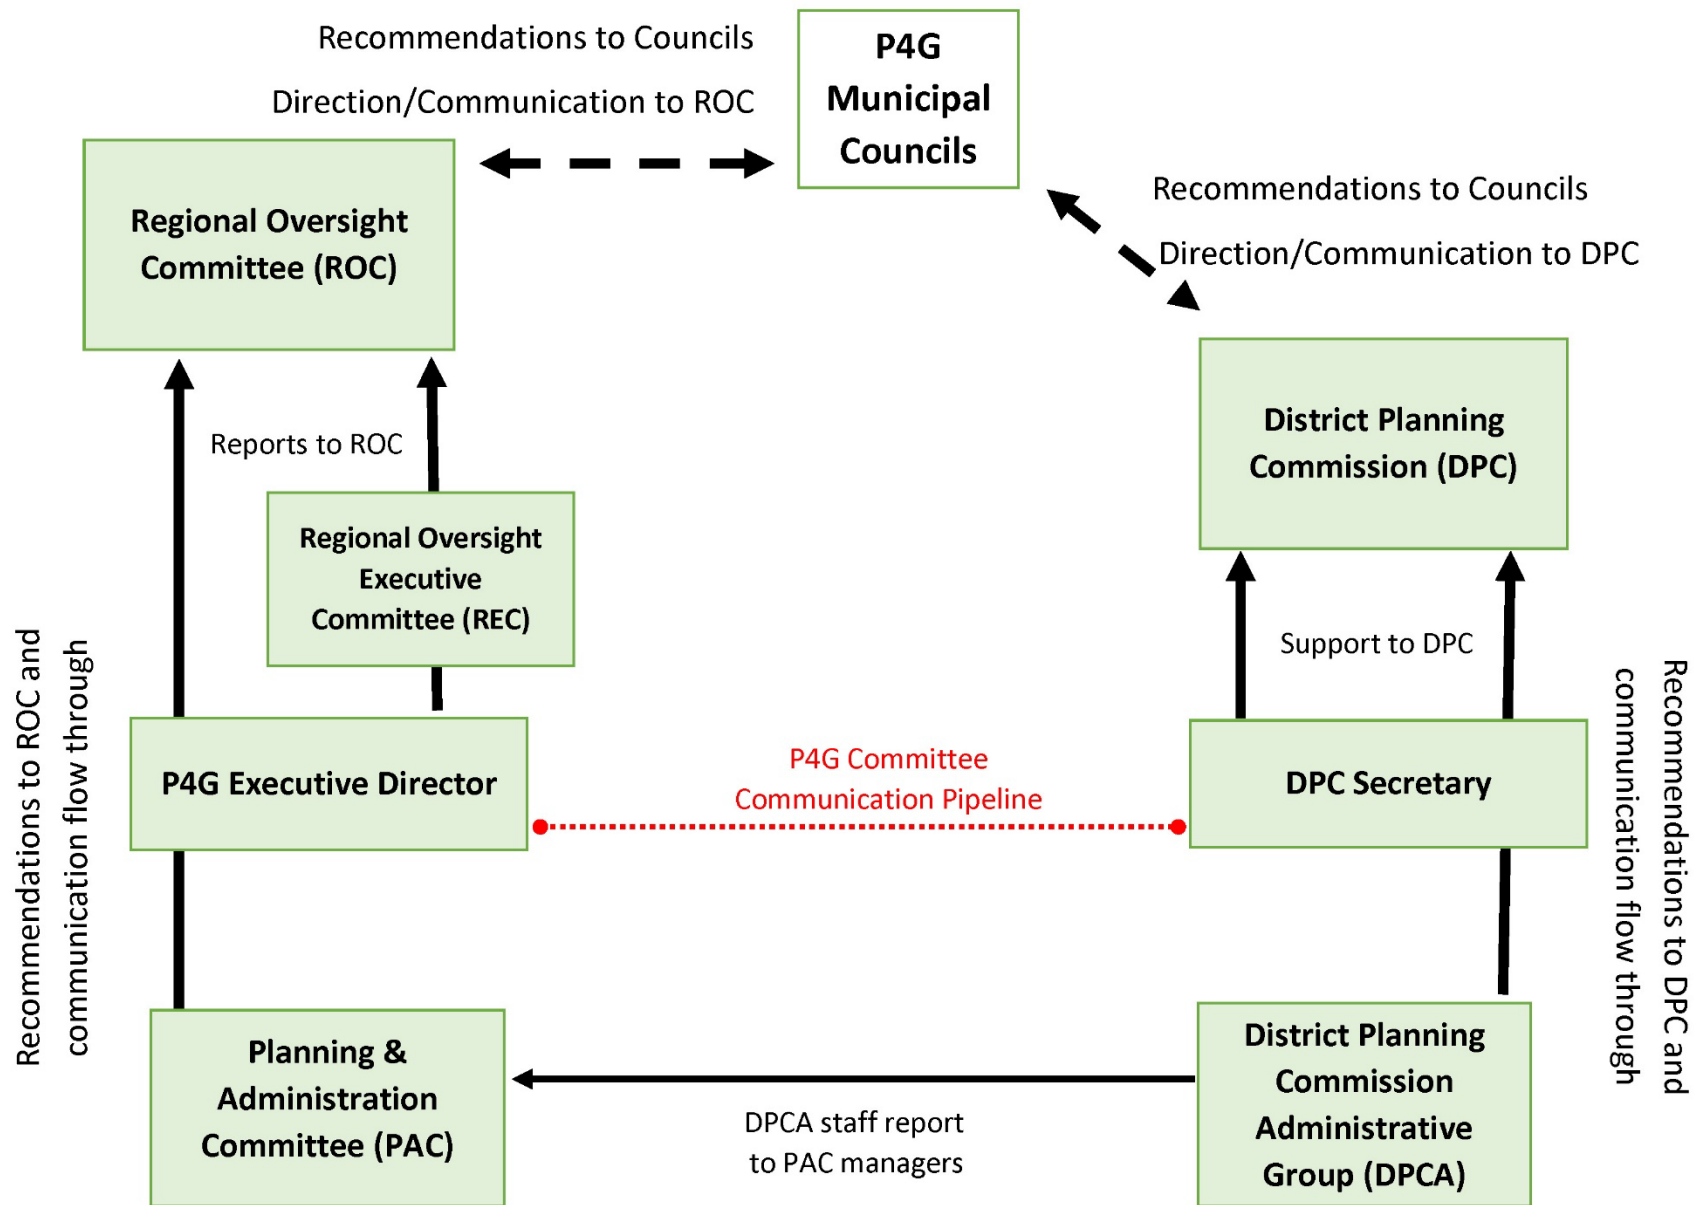 Recommendations to Councils
Direction/Communication to ROC
P4G
Municipal
Councils
Recommendations to Councils
Direction/Communication to DPC
Regional Oversight
Committee (ROC)
District Planning
Commission (DPC)
Reports to ROC
Regional Oversight
Executive
Committee (REC)
Support to DPC
Recommendations to ROC and
communication flow through
P4G Executive Director
P4G Committee
Communication Pipeline
DPC Secretary
Recommendations to DPC and
communication flow through
Planning &
Administration
Committee (PAC)
DPCA staff report
to PAC managers
District Planning
Commission
Administrative
Group (DPCA)